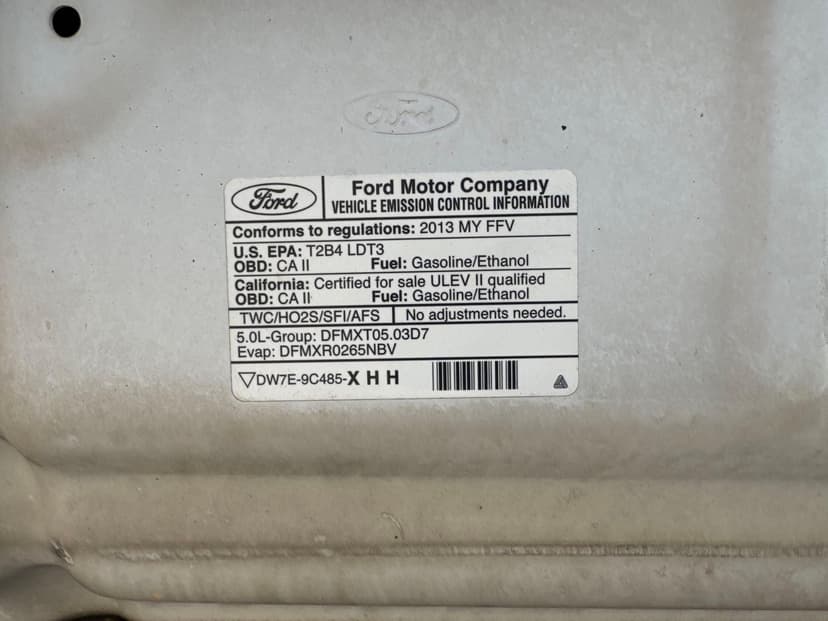 Ford
Ford
Ford Motor Company
VEHICLE EMISSION CONTROL INFORMATION
Conforms to regulations: 2013 MY FFV
U.S. EPA: T2B4 LDT3
OBD: CA II Fuel: Gasoline/Ethanol
California: Certified for sale ULEV II qualified
OBD: CA II Fuel: Gasoline/Ethanol
TWC/HO2S/SFI/AFS No adjustments needed.
5.0L-Group: DFMXT05.03D7
Evap: DFMXR0265NBV
▽DW7E-9C485-X H H